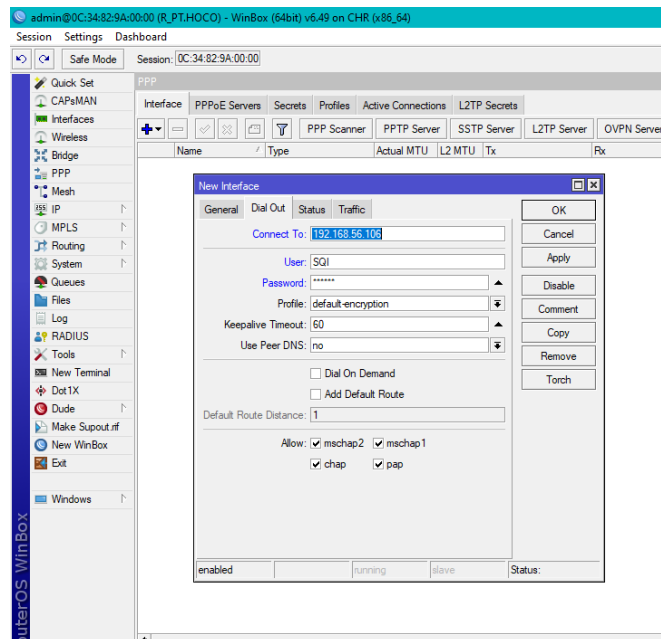 admin@0C:34:82:9A:00:00 (R_PT.HOCO) - WinBox (64bit) v6.49 on CHR (x86_64)
Session Settings Dashboard
Safe Mode Session: 0C:34:82:9A:00:00
Quick Set
CAPsMAN
Interfaces
Wireless
Bridge
PPP
Mesh
IP
MPLS
Routing
System
Queues
Files
Log
RADIUS
Tools
New Terminal
Dot1X
Dude
Make Supout.rif
New WinBox
Exit
Windows
RouterOS WinBox
PPP
Interface PPPoE Servers Secrets Profiles Active Connections L2TP Secrets
PPP Scanner PPTP Server SSTP Server L2TP Server OVPN Server
Name Type Actual MTU L2 MTU Tx Rx
New Interface
General Dial Out Status Traffic
Connect To: 192.168.56.106
User: SQI
Password: ******
Profile: default-encryption
Keepalive Timeout: 60
Use Peer DNS: no
Dial On Demand
Add Default Route
Default Route Distance: 1
Allow: mschap2 mschap1
chap pap
OK
Cancel
Apply
Disable
Comment
Copy
Remove
Torch
enabled running slave Status: